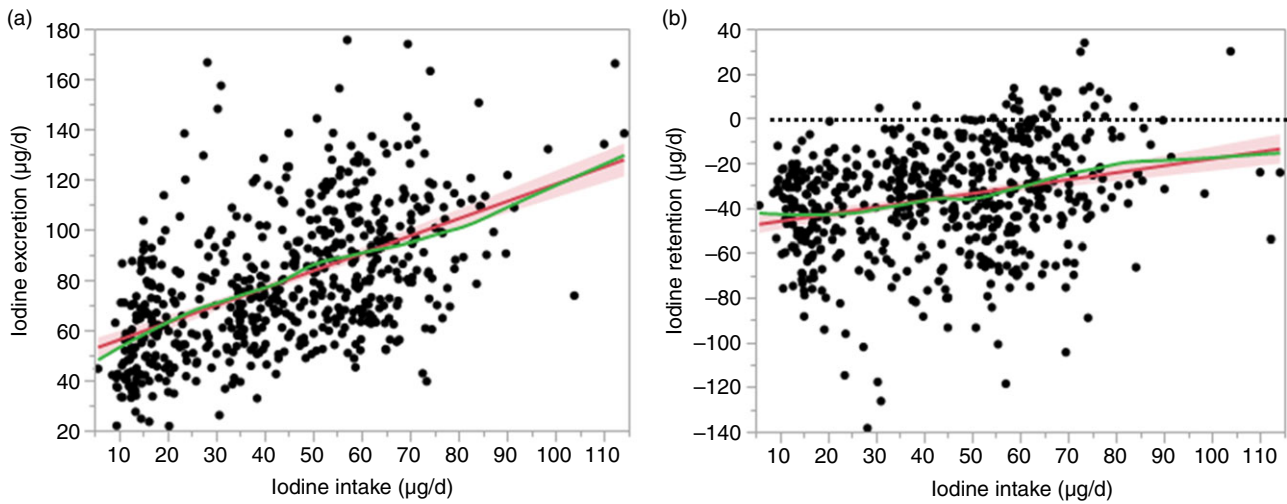 (a)
180
160
140
120
100
80
60
40
20
Iodine excretion (µg/d)
10 20 30 40 50 60 70 80 90 100 110
Iodine intake (µg/d)
(b)
40
20
0
–20
–40
–60
–80
–100
–120
–140
Iodine retention (µg/d)
10 20 30 40 50 60 70 80 90 100 110
Iodine intake (µg/d)